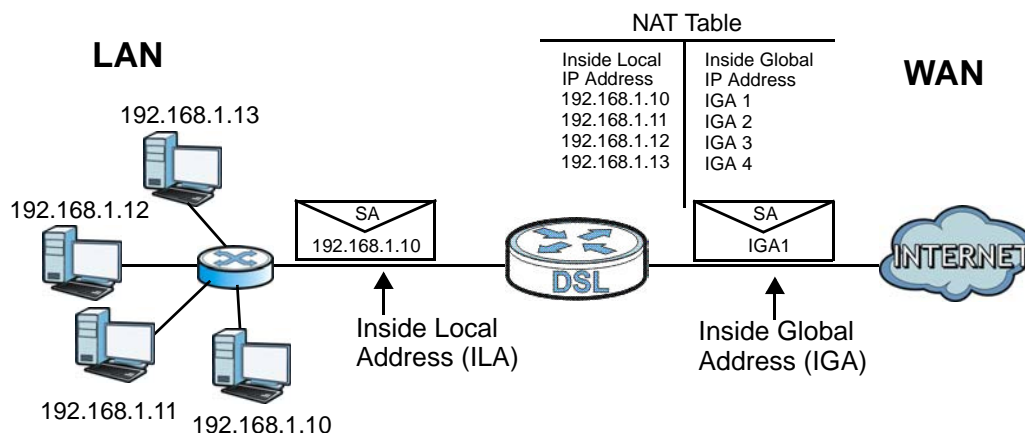 NAT Table
LAN
WAN
Inside Local
IP Address
192.168.1.10
192.168.1.11
192.168.1.12
192.168.1.13
Inside Global
IP Address
IGA 1
IGA 2
IGA 3
IGA 4
192.168.1.13
192.168.1.12
192.168.1.11
192.168.1.10
SA
192.168.1.10
DSL
SA
IGA1
INTERNET
Inside Local
Address (ILA)
Inside Global
Address (IGA)